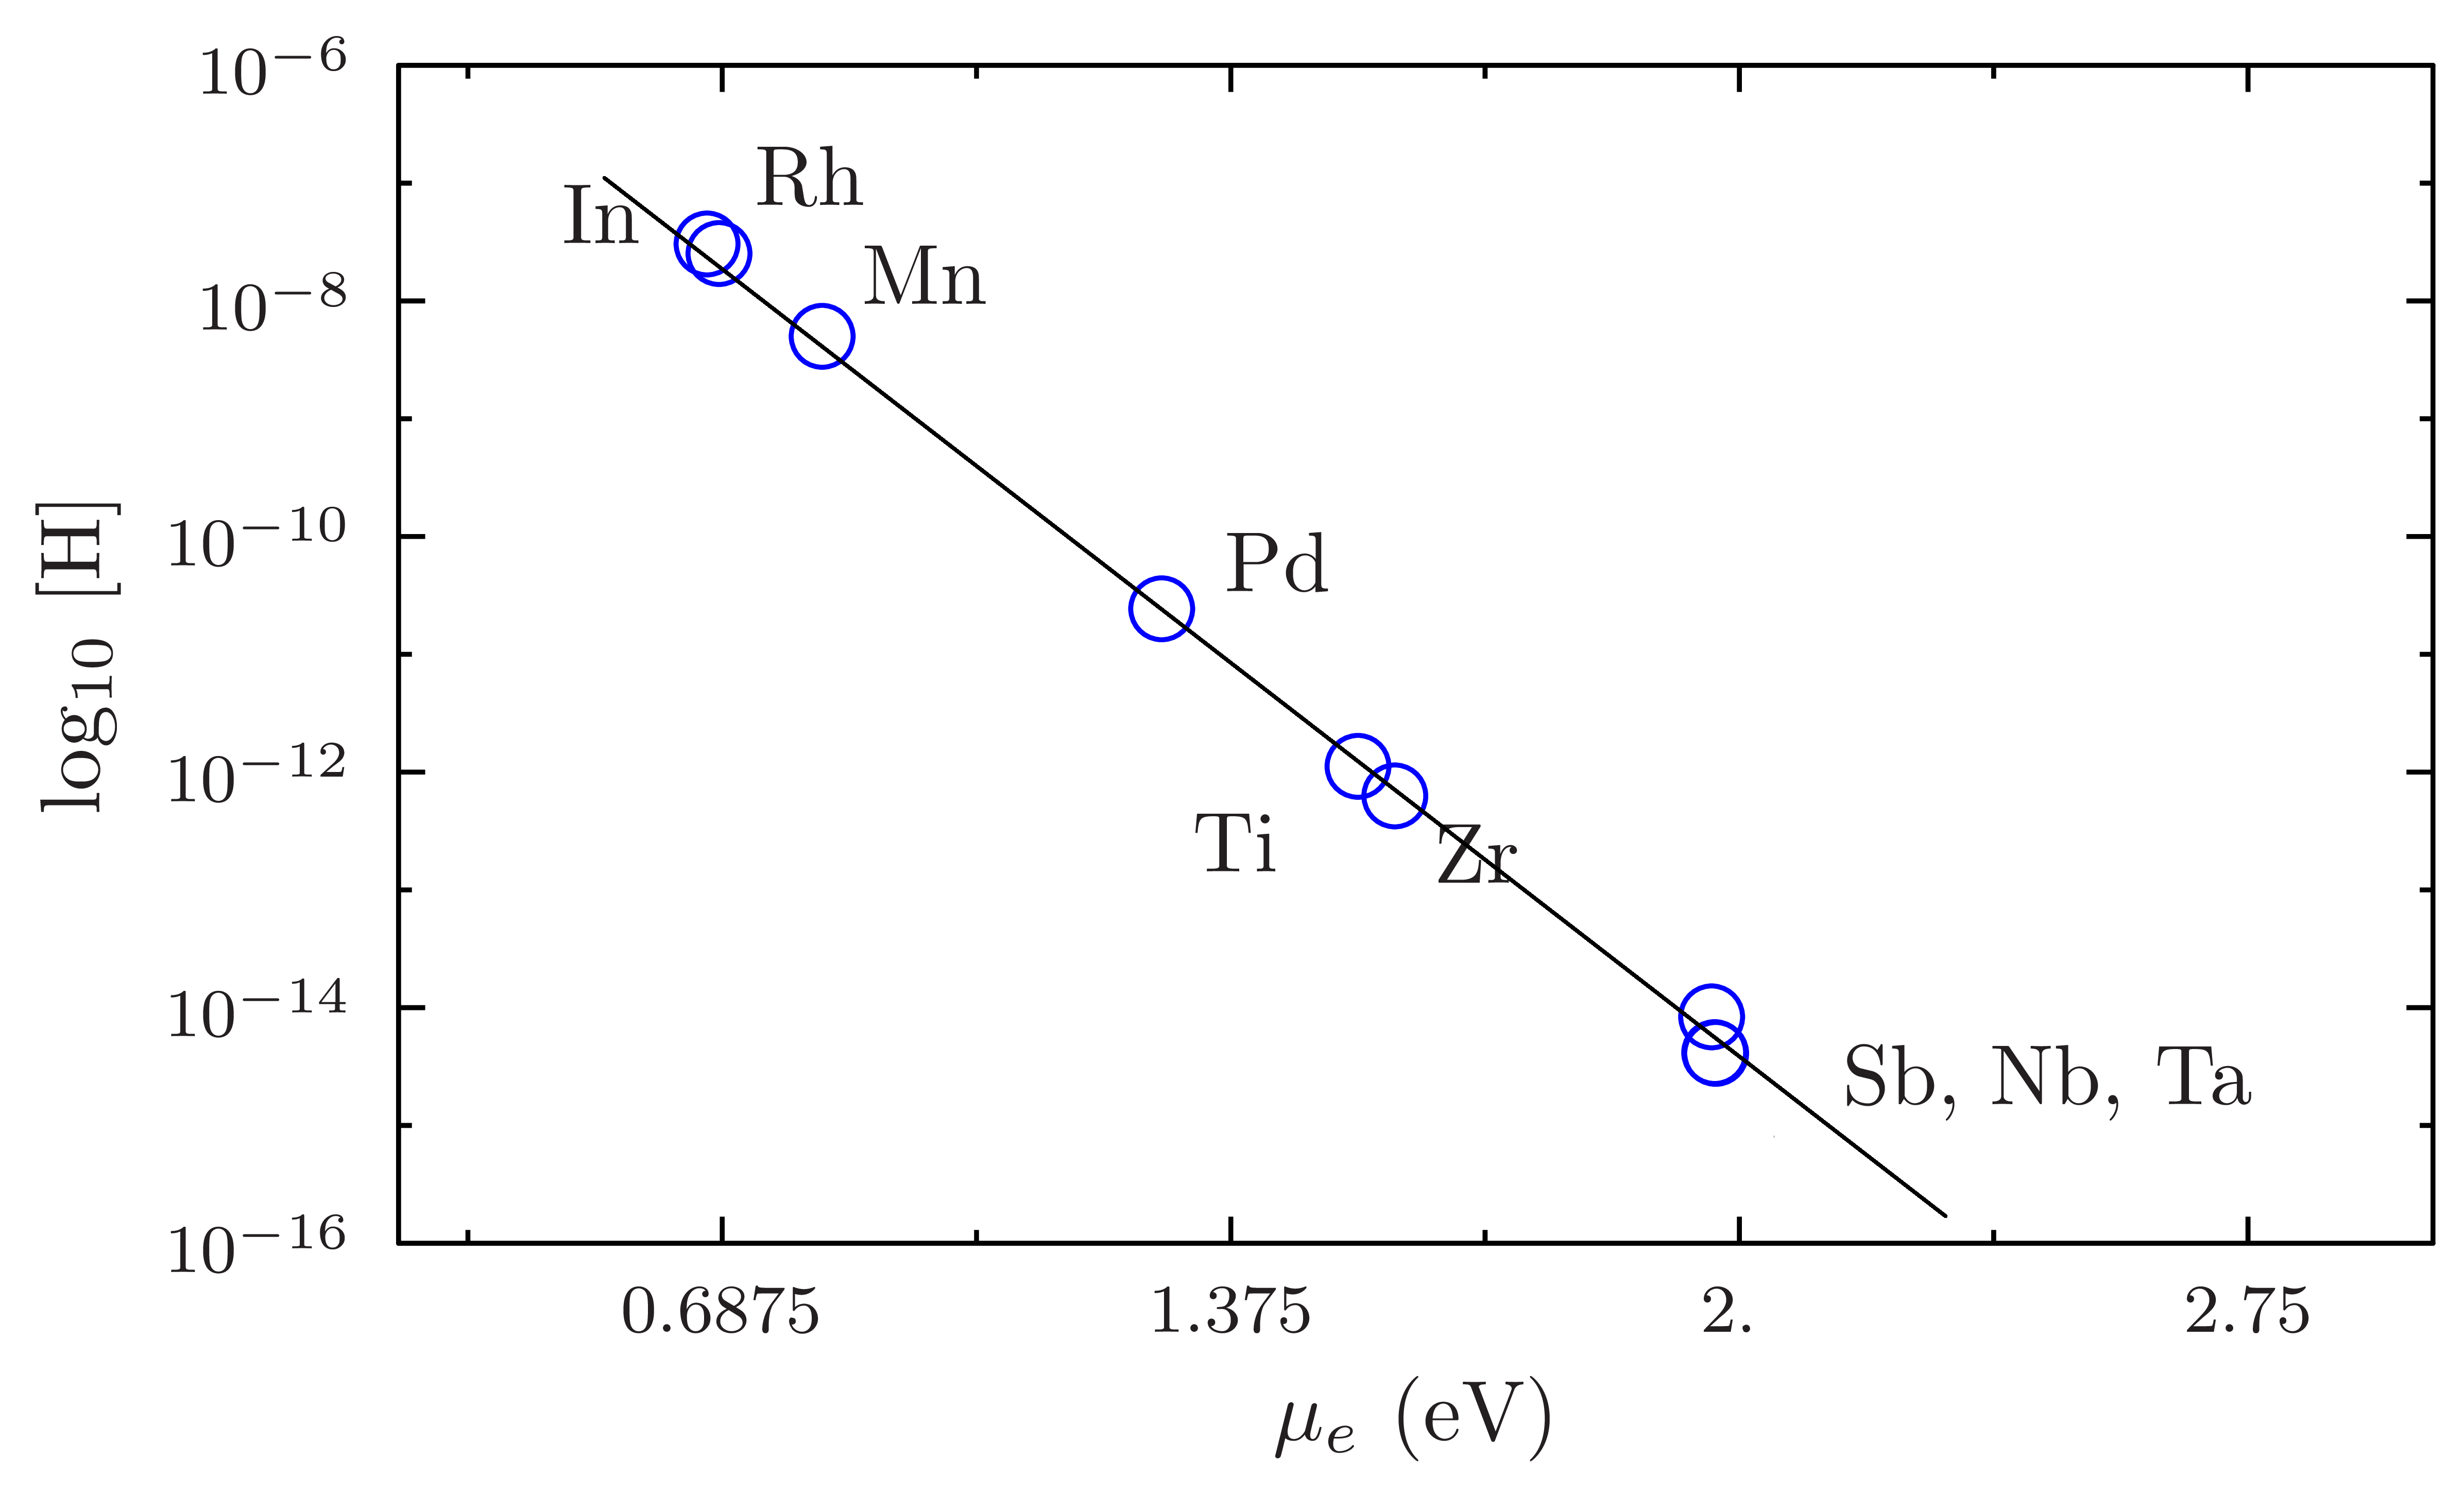 10−6
Rh
In
Mn
10−8
10−10
Pd
log10 [H]
10−12
Ti
Zr
10−14
Sb, Nb, Ta
10−16
0.6875 1.375 2. 2.75
μe (eV)